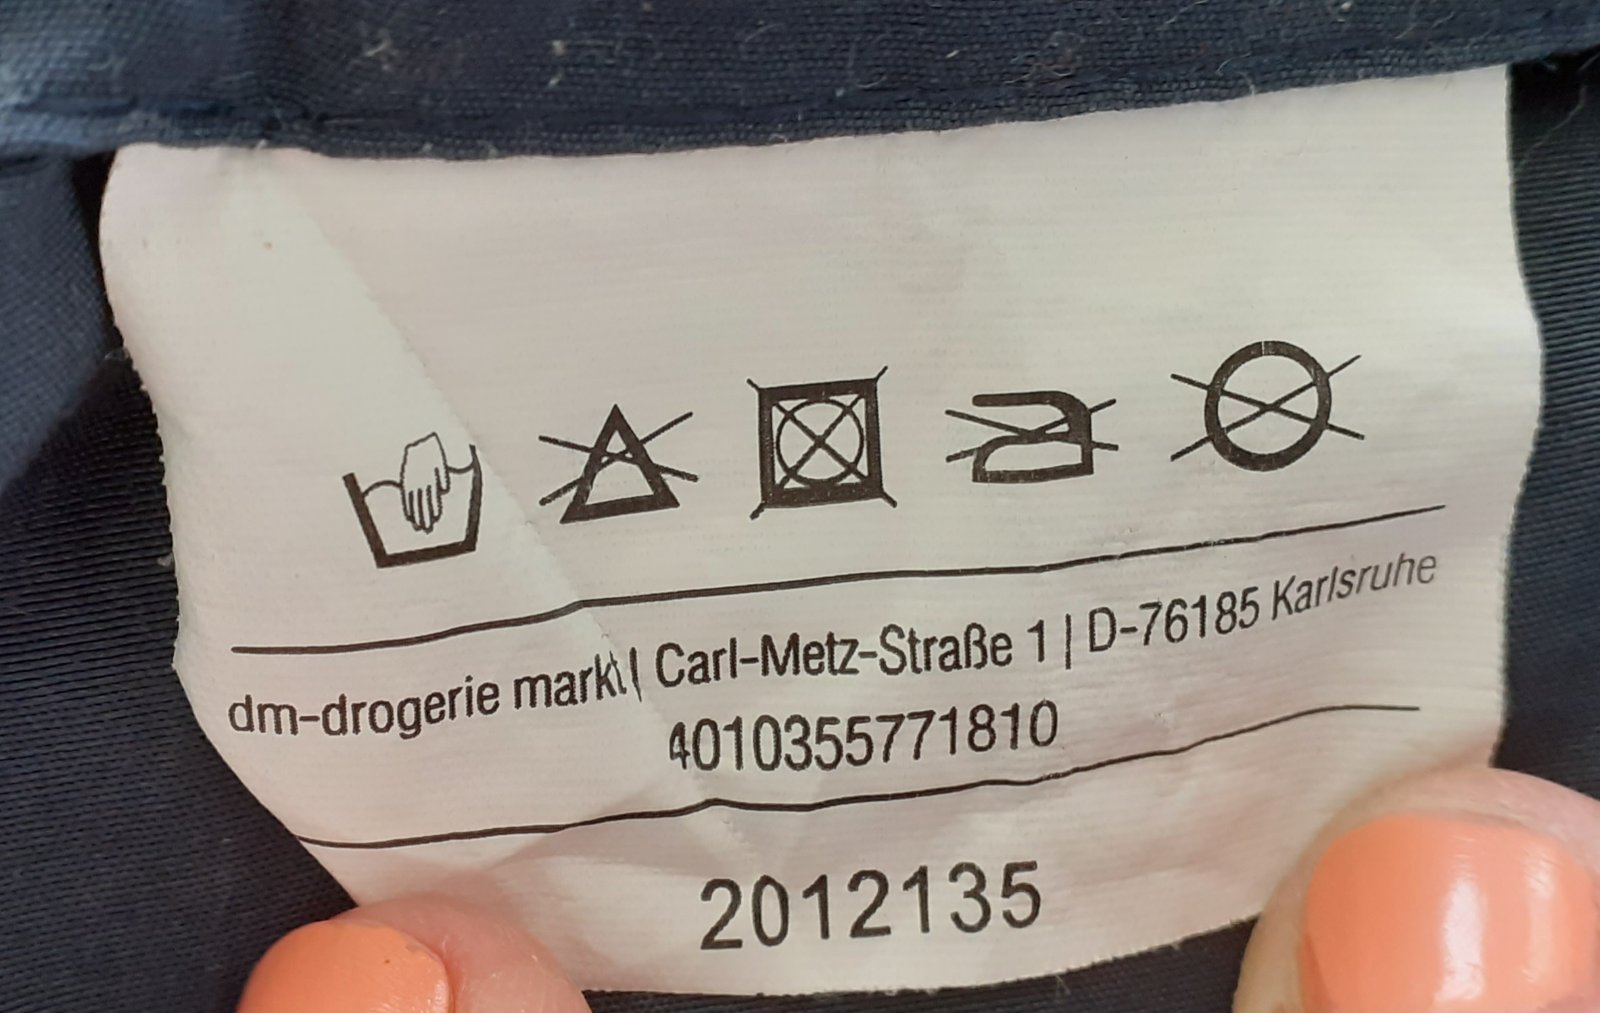 dm-drogerie markt | Carl-Metz-Straße 1 | D-76185 Karlsruhe
4010355771810
2012135